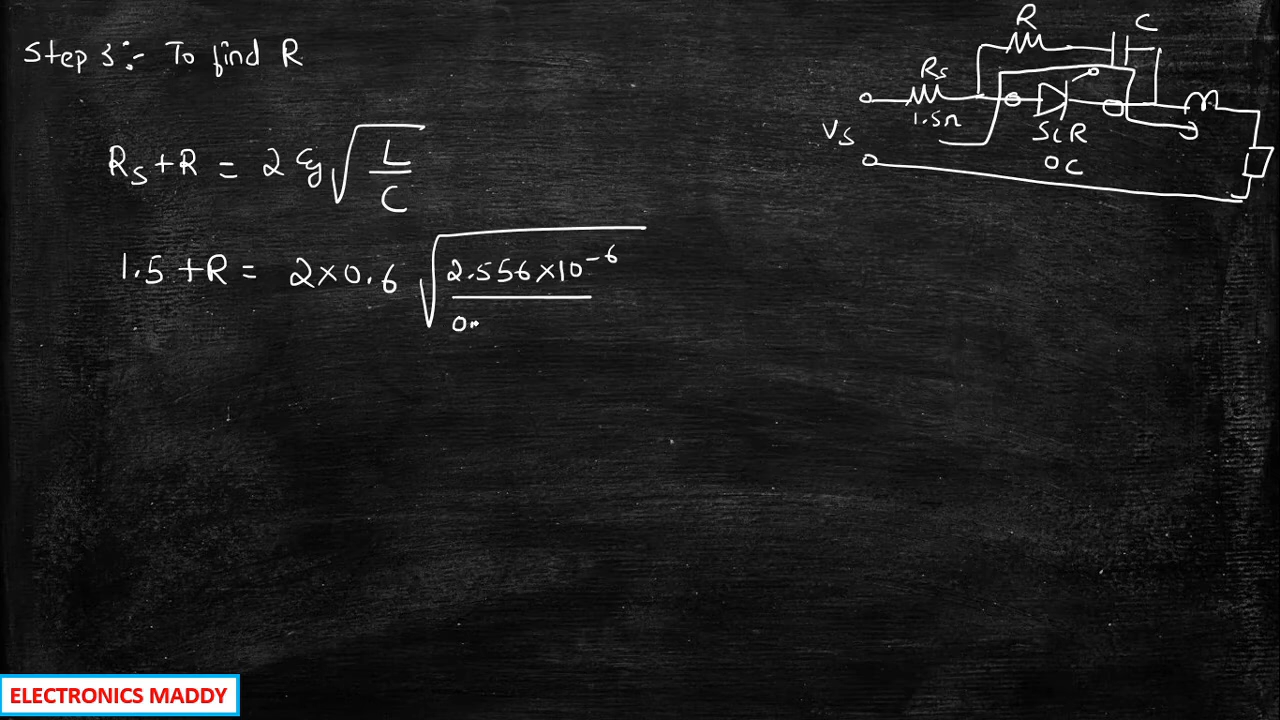 Step 3:- To find R
R C
Rs
1.5Ω
Vs
SCR
OC
Rs + R = 2 ξ √ L / C
1.5 + R = 2 × 0.6 √ 2.556 × 10⁻⁶ / 0.
ELECTRONICS MADDY